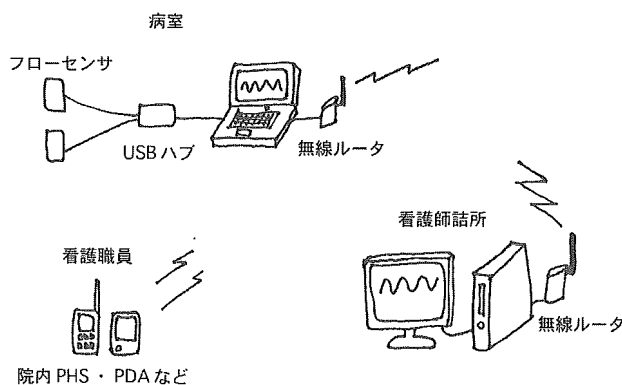 病室
フローセンサ
USB ハブ
無線ルータ
看護師詰所
看護職員
無線ルータ
院内 PHS ・ PDA など